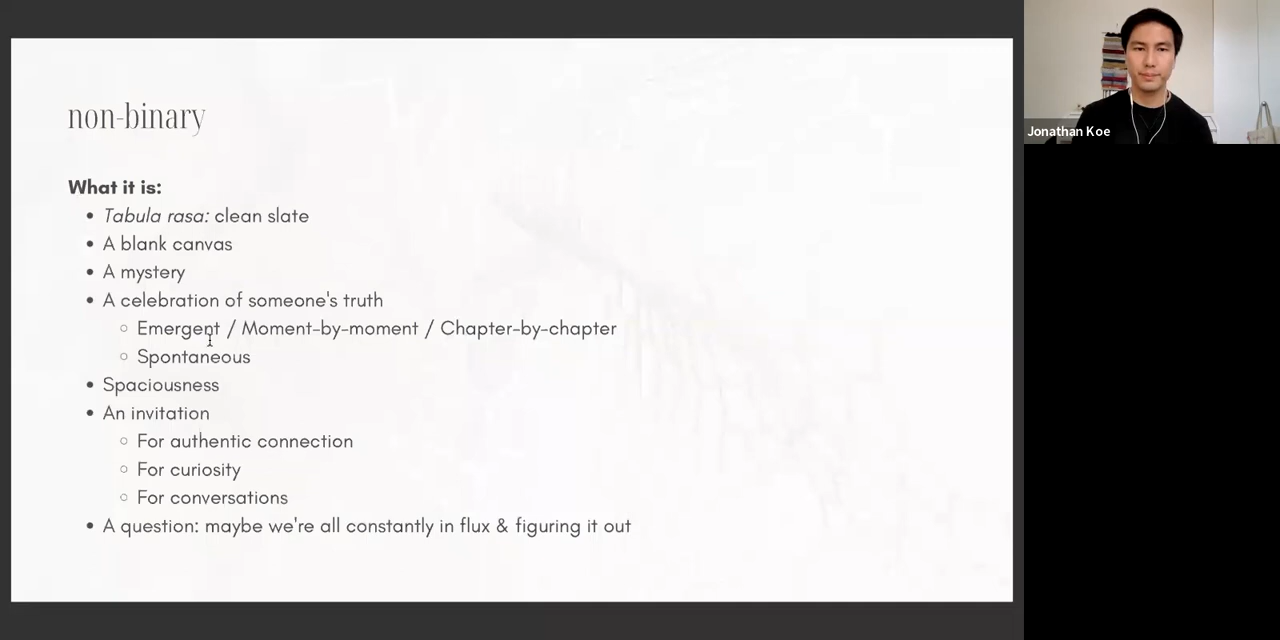 non-binary
What it is:
Tabula rasa: clean slate
A blank canvas
A mystery
A celebration of someone's truth
Emergent / Moment-by-moment / Chapter-by-chapter
Spontaneous
Spaciousness
An invitation
For authentic connection
For curiosity
For conversations
A question: maybe we're all constantly in flux & figuring it out
Jonathan Koe